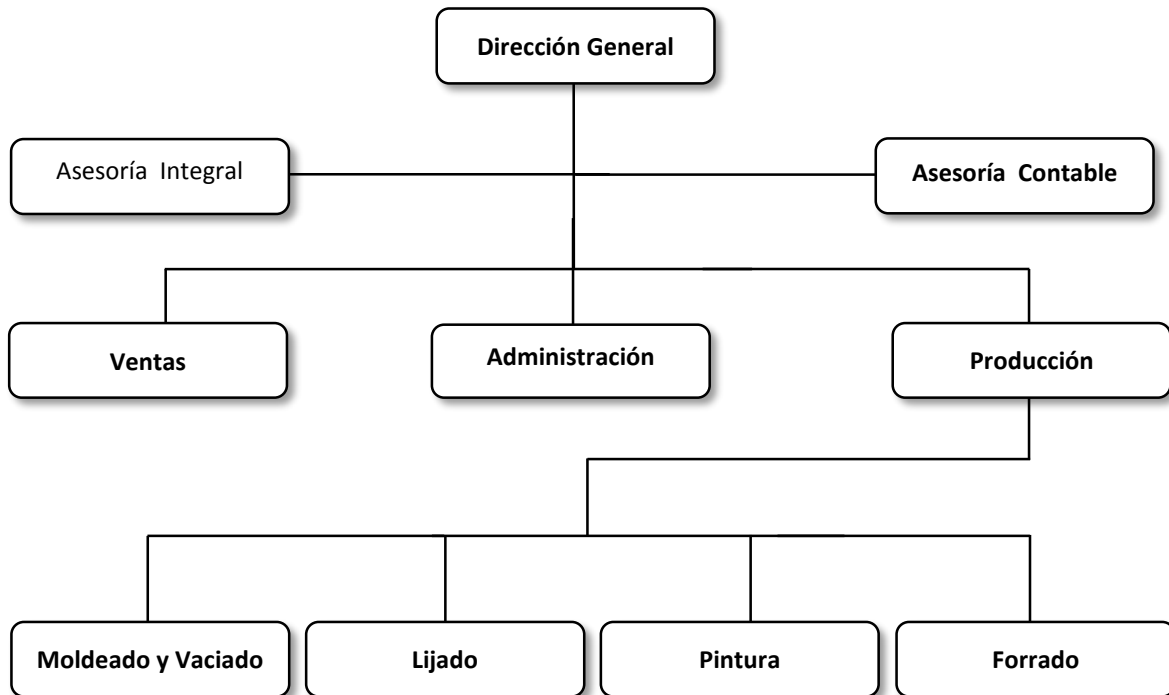 Dirección General
Asesoría Integral
Asesoría Contable
Ventas
Administración
Producción
Moldeado y Vaciado
Lijado
Pintura
Forrado